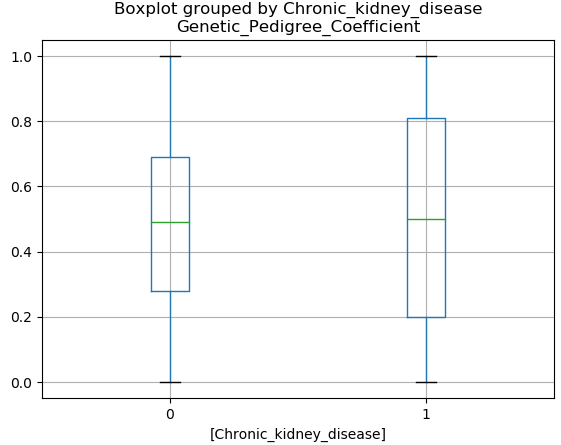 Boxplot grouped by Chronic_kidney_disease
Genetic_Pedigree_Coefficient
1.0
0.8
0.6
0.4
0.2
0.0
0 1
[Chronic_kidney_disease]